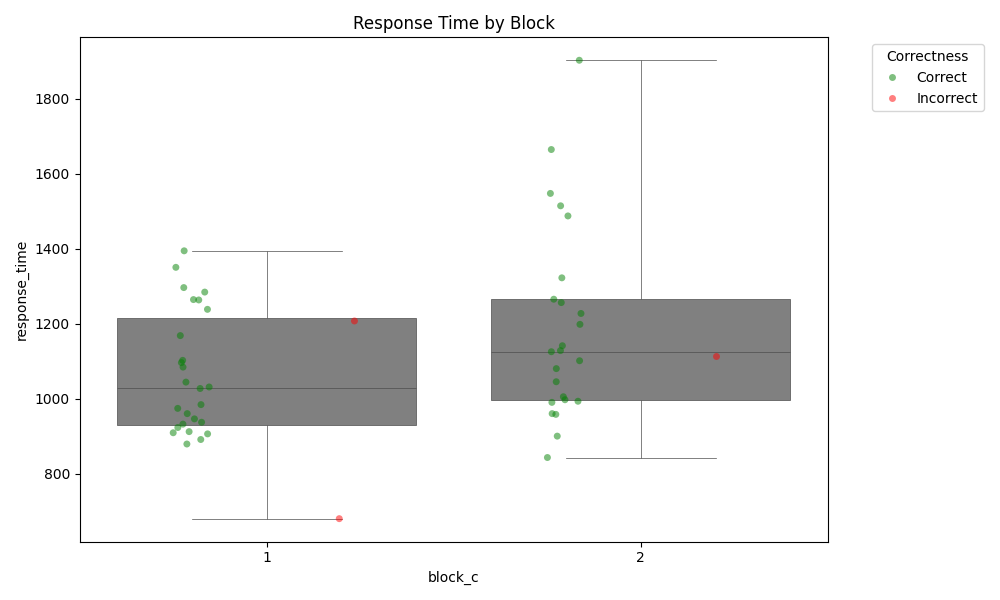 Response Time by Block
Correctness
Correct
Incorrect
1800
1600
1400
1200
1000
800
response_time
1
2
block_c